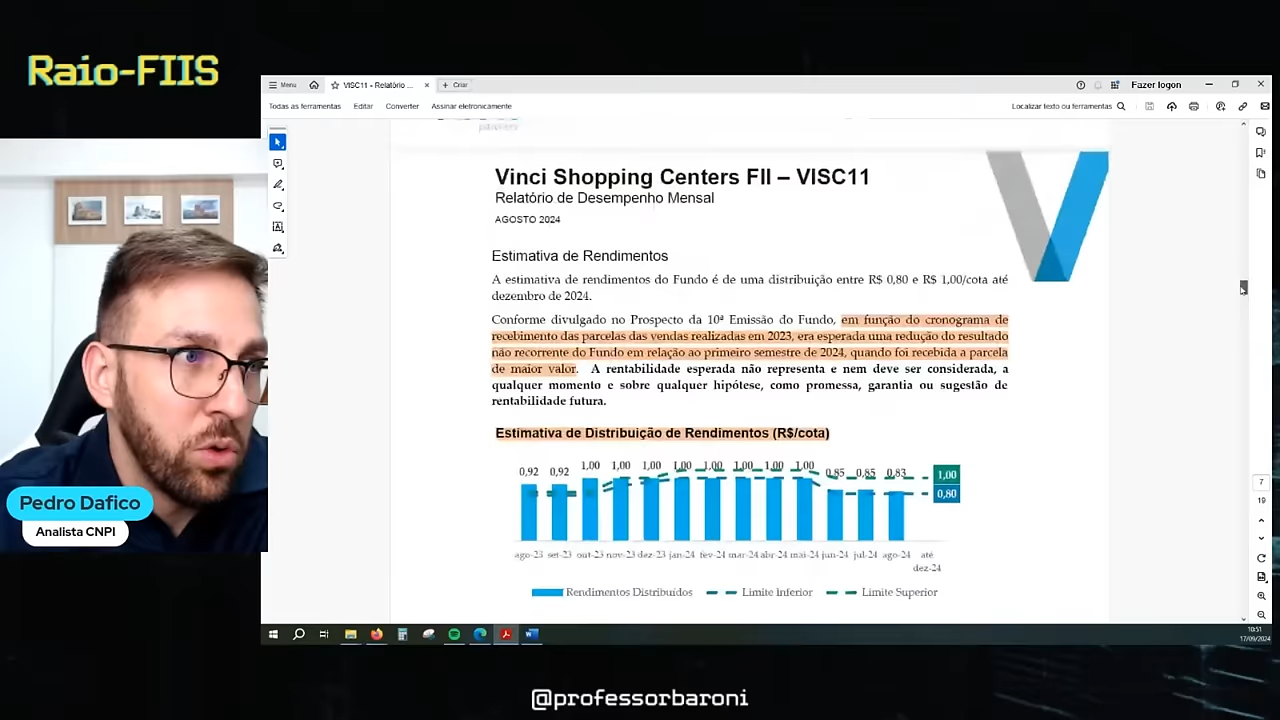 Raio-FIIS
Menu
VISC11 - Relatório ...
Criar
Fazer logon
Todas as ferramentas
Editar
Converter
Assinar eletronicamente
Localizar texto ou ferramentas
Vinci Shopping Centers FII – VISC11
Relatório de Desempenho Mensal
AGOSTO 2024
Estimativa de Rendimentos
A estimativa de rendimentos do Fundo é de uma distribuição entre R$ 0,80 e R$ 1,00/cota até
dezembro de 2024.
Conforme divulgado no Prospecto da 10ª Emissão do Fundo, em função do cronograma de
recebimento das parcelas das vendas realizadas em 2023, era esperada uma redução do resultado
não recorrente do Fundo em relação ao primeiro semestre de 2024, quando foi recebida a parcela
de maior valor. A rentabilidade esperada não representa e nem deve ser considerada, a
qualquer momento e sobre qualquer hipótese, como promessa, garantia ou sugestão de
rentabilidade futura.
Estimativa de Distribuição de Rendimentos (R$/cota)
0,92 0,92 1,00 1,00 1,00 1,00 1,00 1,00 1,00 1,00 0,85 0,85 0,83 1,00
0,80
ago-23 set-23 out-23 nov-23 dez-23 jan-24 fev-24 mar-24 abr-24 mai-24 jun-24 jul-24 ago-24 até
dez-24
Rendimentos Distribuídos Limite Inferior Limite Superior
7
19
Pedro Dafico
Analista CNPI
10:51
17/09/2024
@professorbaroni